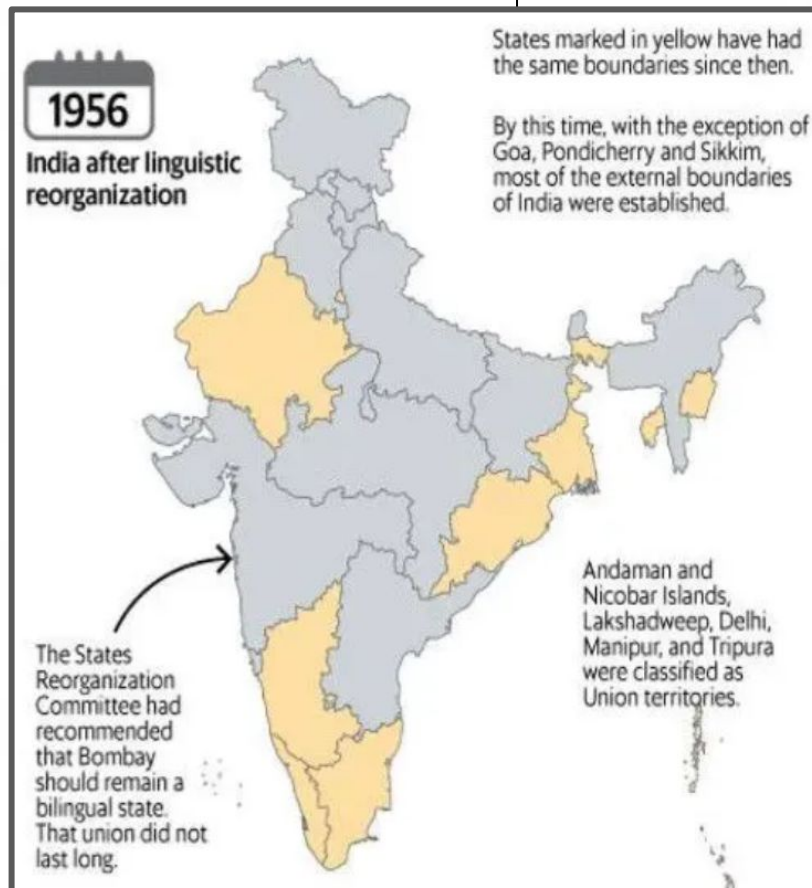 1956
India after linguistic
reorganization
States marked in yellow have had
the same boundaries since then.
By this time, with the exception of
Goa, Pondicherry and Sikkim,
most of the external boundaries
of India were established.
The States
Reorganization
Committee had
recommended
that Bombay
should remain a
bilingual state.
That union did not
last long.
Andaman and
Nicobar Islands,
Lakshadweep, Delhi,
Manipur, and Tripura
were classified as
Union territories.